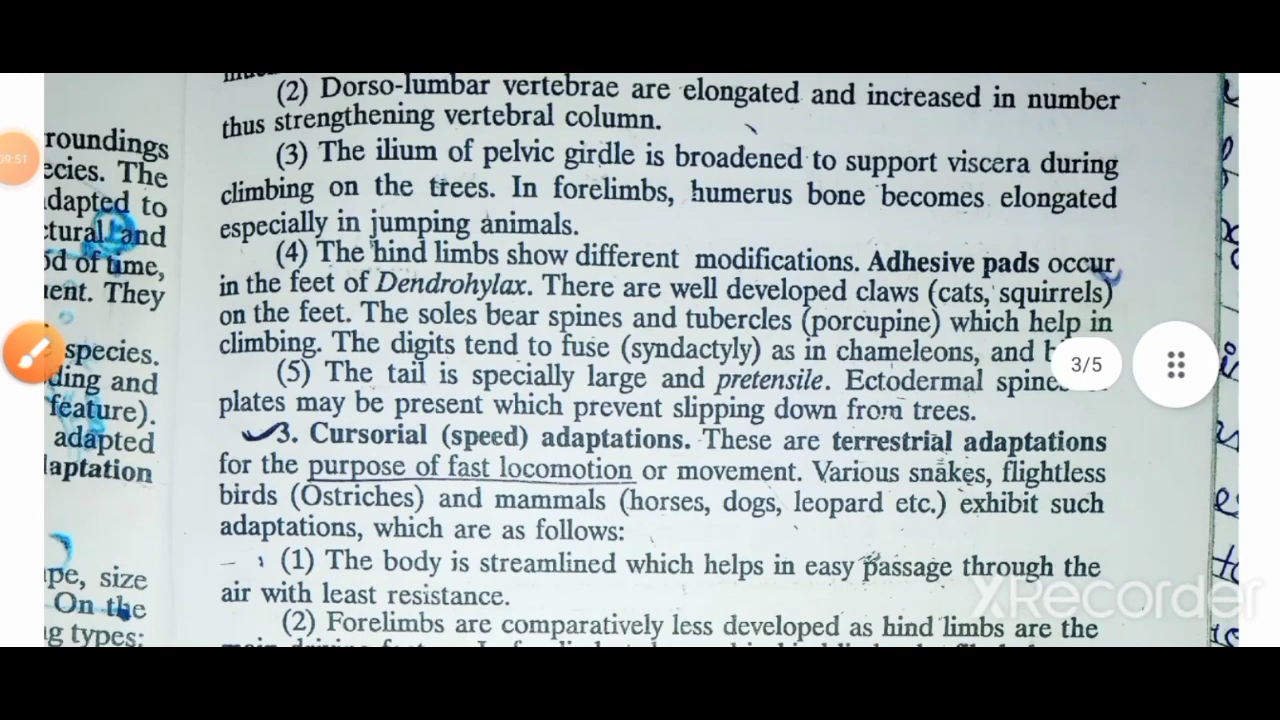 (2) Dorso-lumbar vertebrae are elongated and increased in number
thus strengthening vertebral column.
(3) The ilium of pelvic girdle is broadened to support viscera during
climbing on the trees. In forelimbs, humerus bone becomes elongated
especially in jumping animals.
(4) The hind limbs show different modifications. Adhesive pads occur
in the feet of Dendrohylax. There are well developed claws (cats, squirrels)
on the feet. The soles bear spines and tubercles (porcupine) which help in
climbing. The digits tend to fuse (syndactyly) as in chameleons, and
(5) The tail is specially large and pretensile. Ectodermal
plates may be present which prevent slipping down from trees.
3. Cursorial (speed) adaptations. These are terrestrial adaptations
for the purpose of fast locomotion or movement. Various snakes, flightless
birds (Ostriches) and mammals (horses, dogs, leopard etc.) exhibit such
adaptations, which are as follows:
(1) The body is streamlined which helps in easy passage through the
air with least resistance.
(2) Forelimbs are comparatively less developed as hind limbs are the
roundings
ecies. The
dapted to
ctural and
od of time,
ent. They
species.
ding and
feature).
adapted
laptation
pe, size
On the
g types:
09:51
3/5
XRecorder